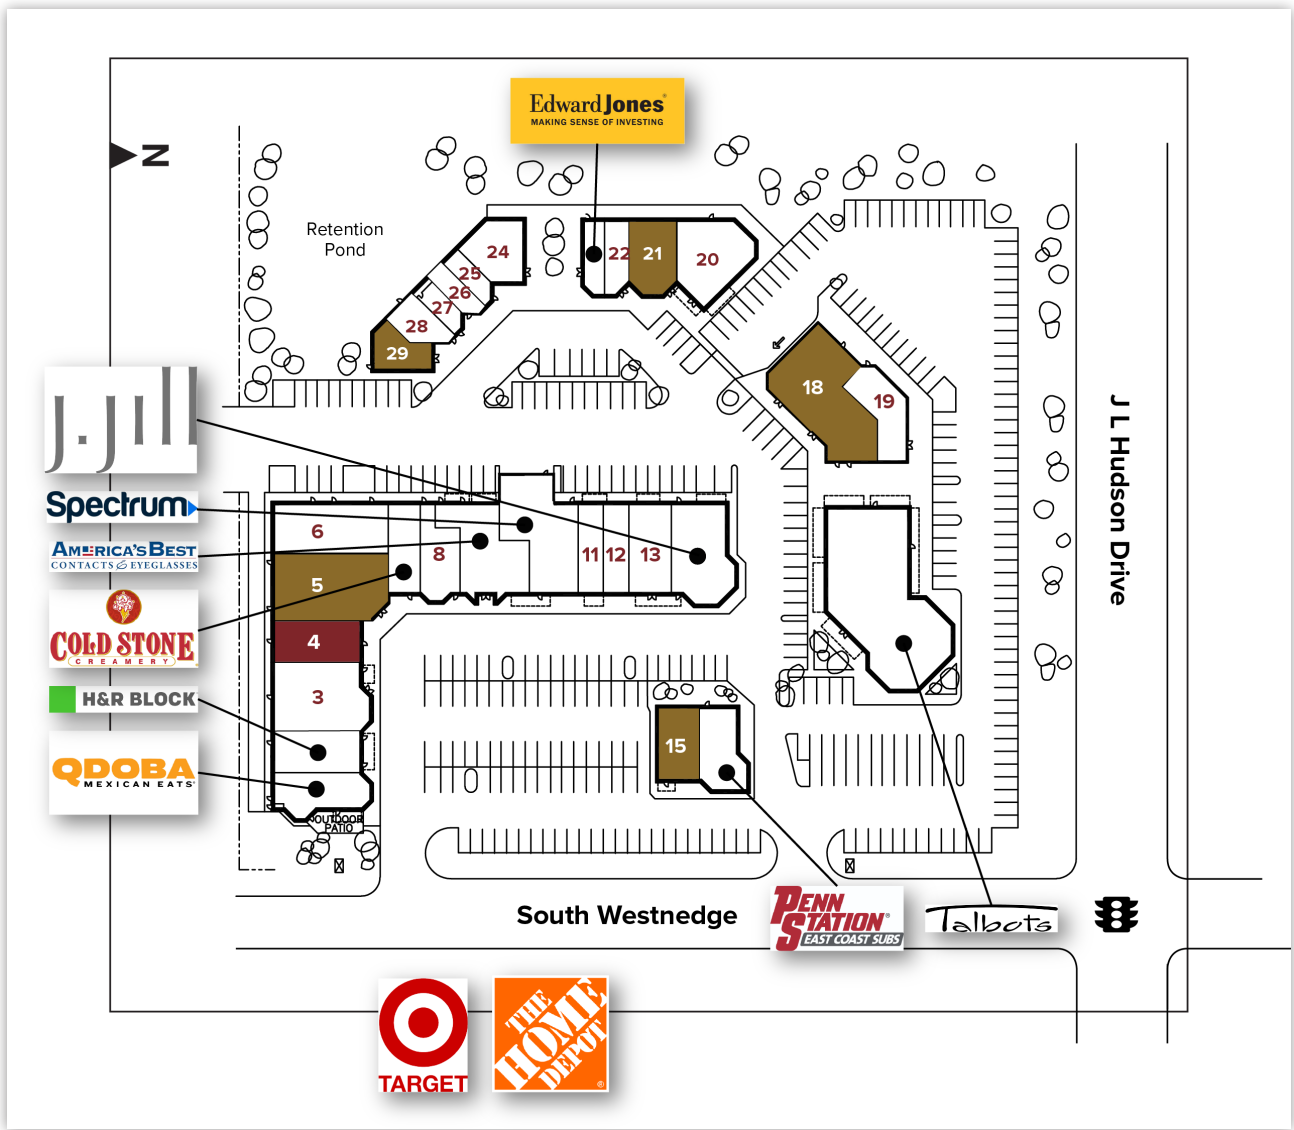 Edward Jones®
MAKING SENSE OF INVESTING
N
Retention
Pond
24
25
26
27
28
29
22
21
20
18
19
J.Jill
Spectrum
AMERICA'S BEST
CONTACTS & EYEGLASSES
COLD STONE
CREAMERY
H&R BLOCK
QDOBA
MEXICAN EATS
6
5
4
3
8
11
12
13
15
OUTDOOR
PATIO
J L Hudson Drive
South Westnedge
PENN
STATION®
EAST COAST SUBS
Talbots
TARGET
THE
HOME
DEPOT
®